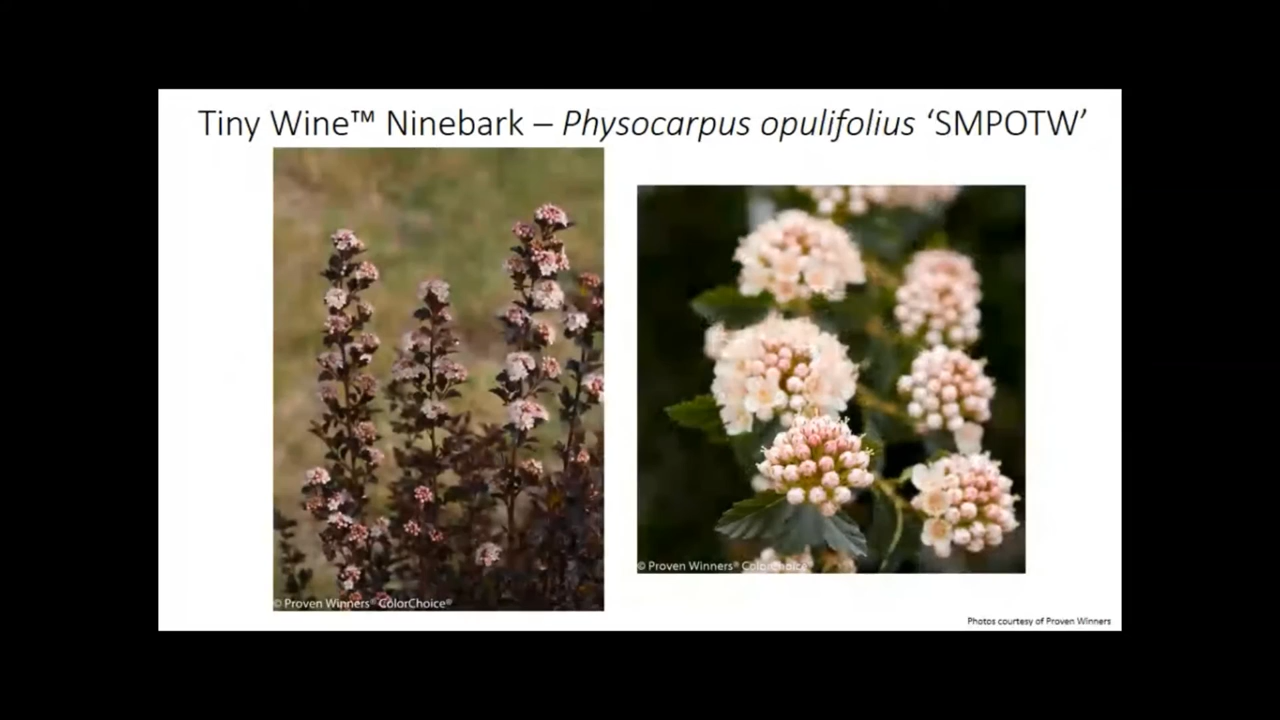 Tiny Wine™ Ninebark – Physocarpus opulifolius ‘SMPOTW’
© Proven Winners® ColorChoice®
© Proven Winners® ColorChoice®
Photos courtesy of Proven Winners